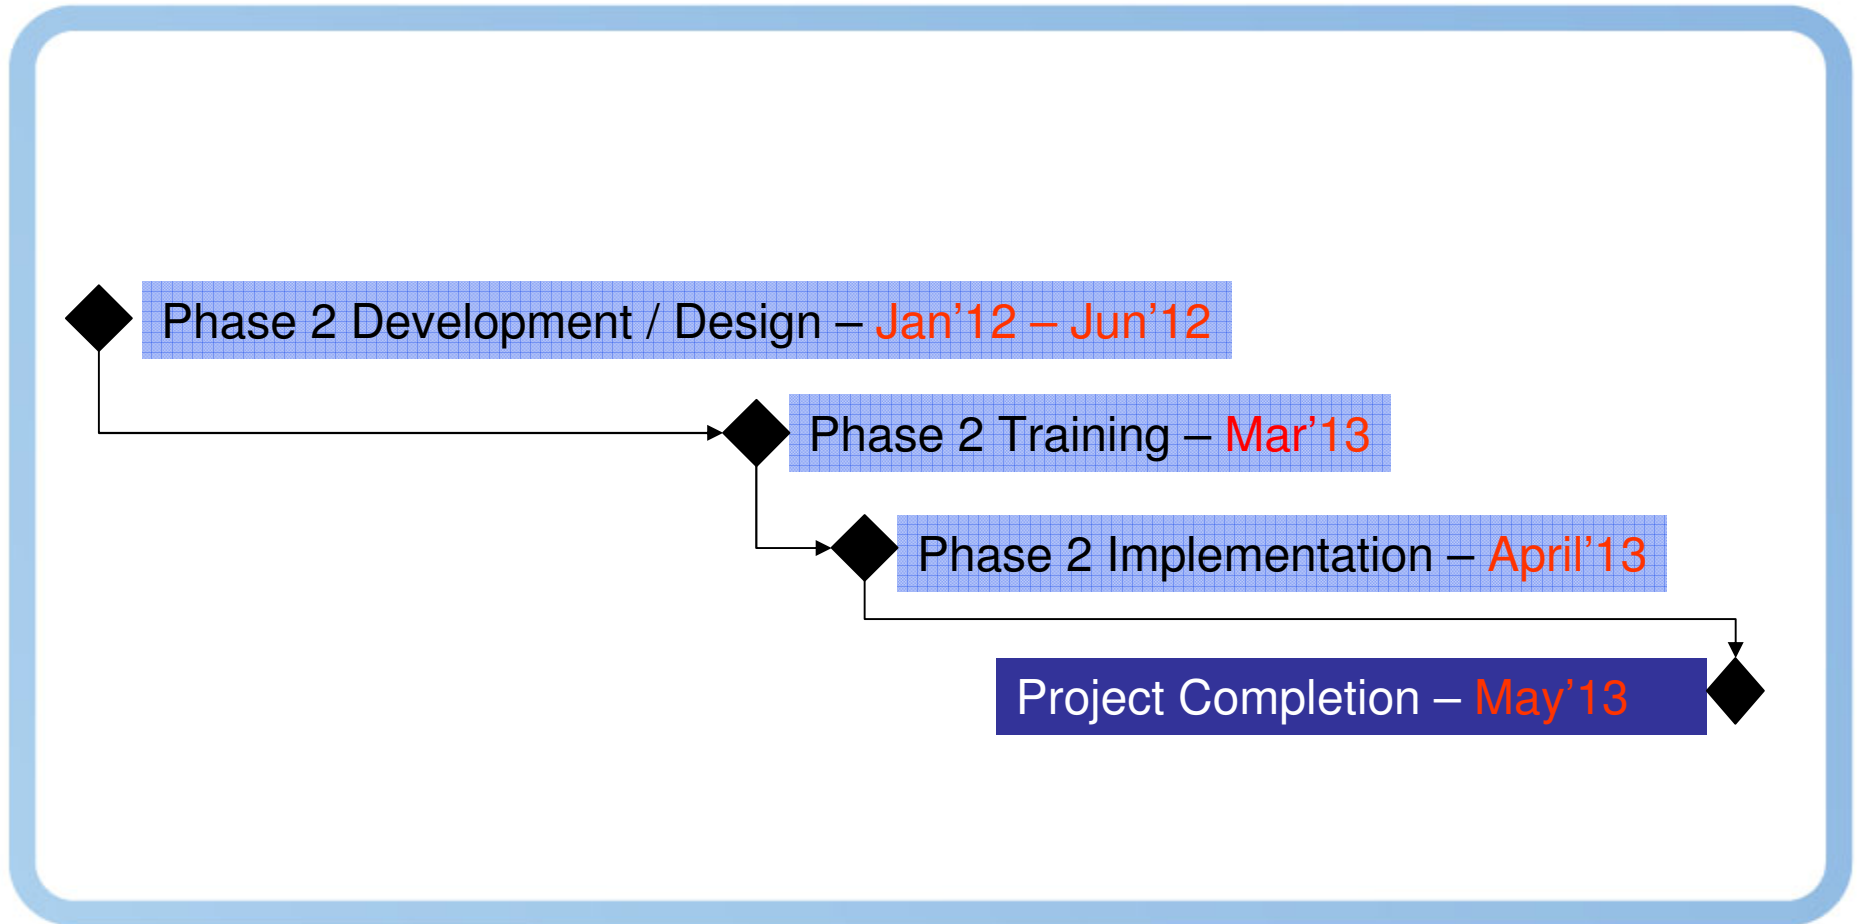 Phase 2 Development / Design – Jan’12 – Jun’12
Phase 2 Training – Mar’13
Phase 2 Implementation – April’13
Project Completion – May’13